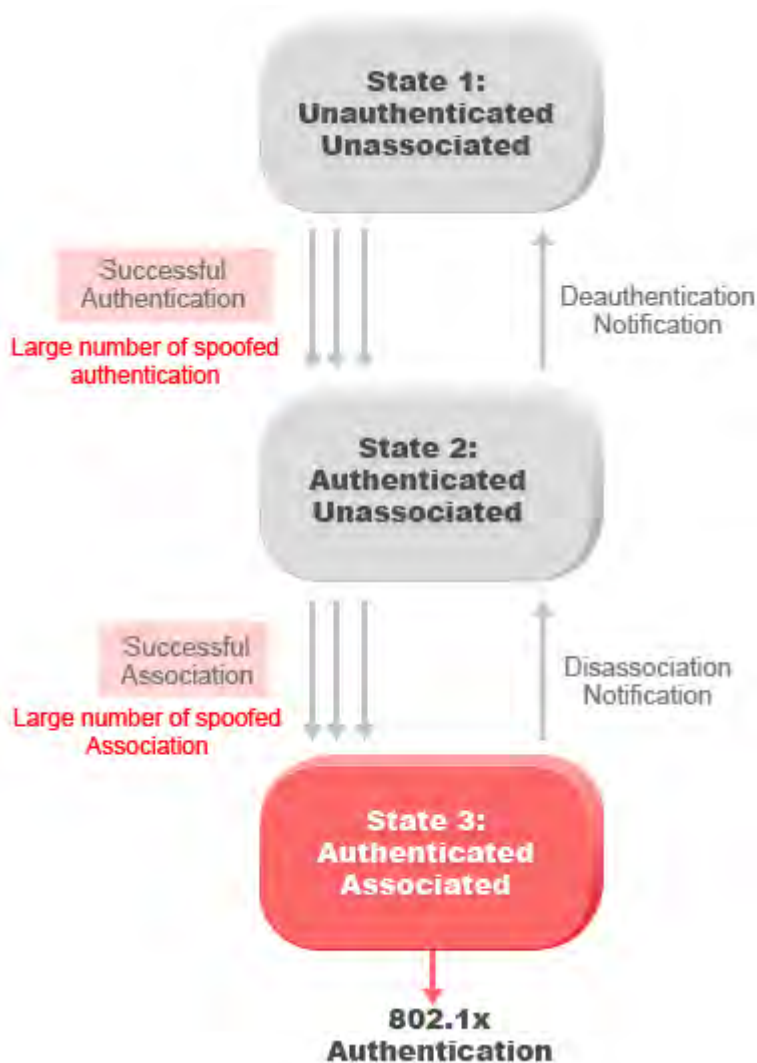 State 1:
Unauthenticated
Unassociated
Successful
Authentication
Large number of spoofed
authentication
Deauthentication
Notification
State 2:
Authenticated
Unassociated
Successful
Association
Large number of spoofed
Association
Disassociation
Notification
State 3:
Authenticated
Associated
802.1x
Authentication